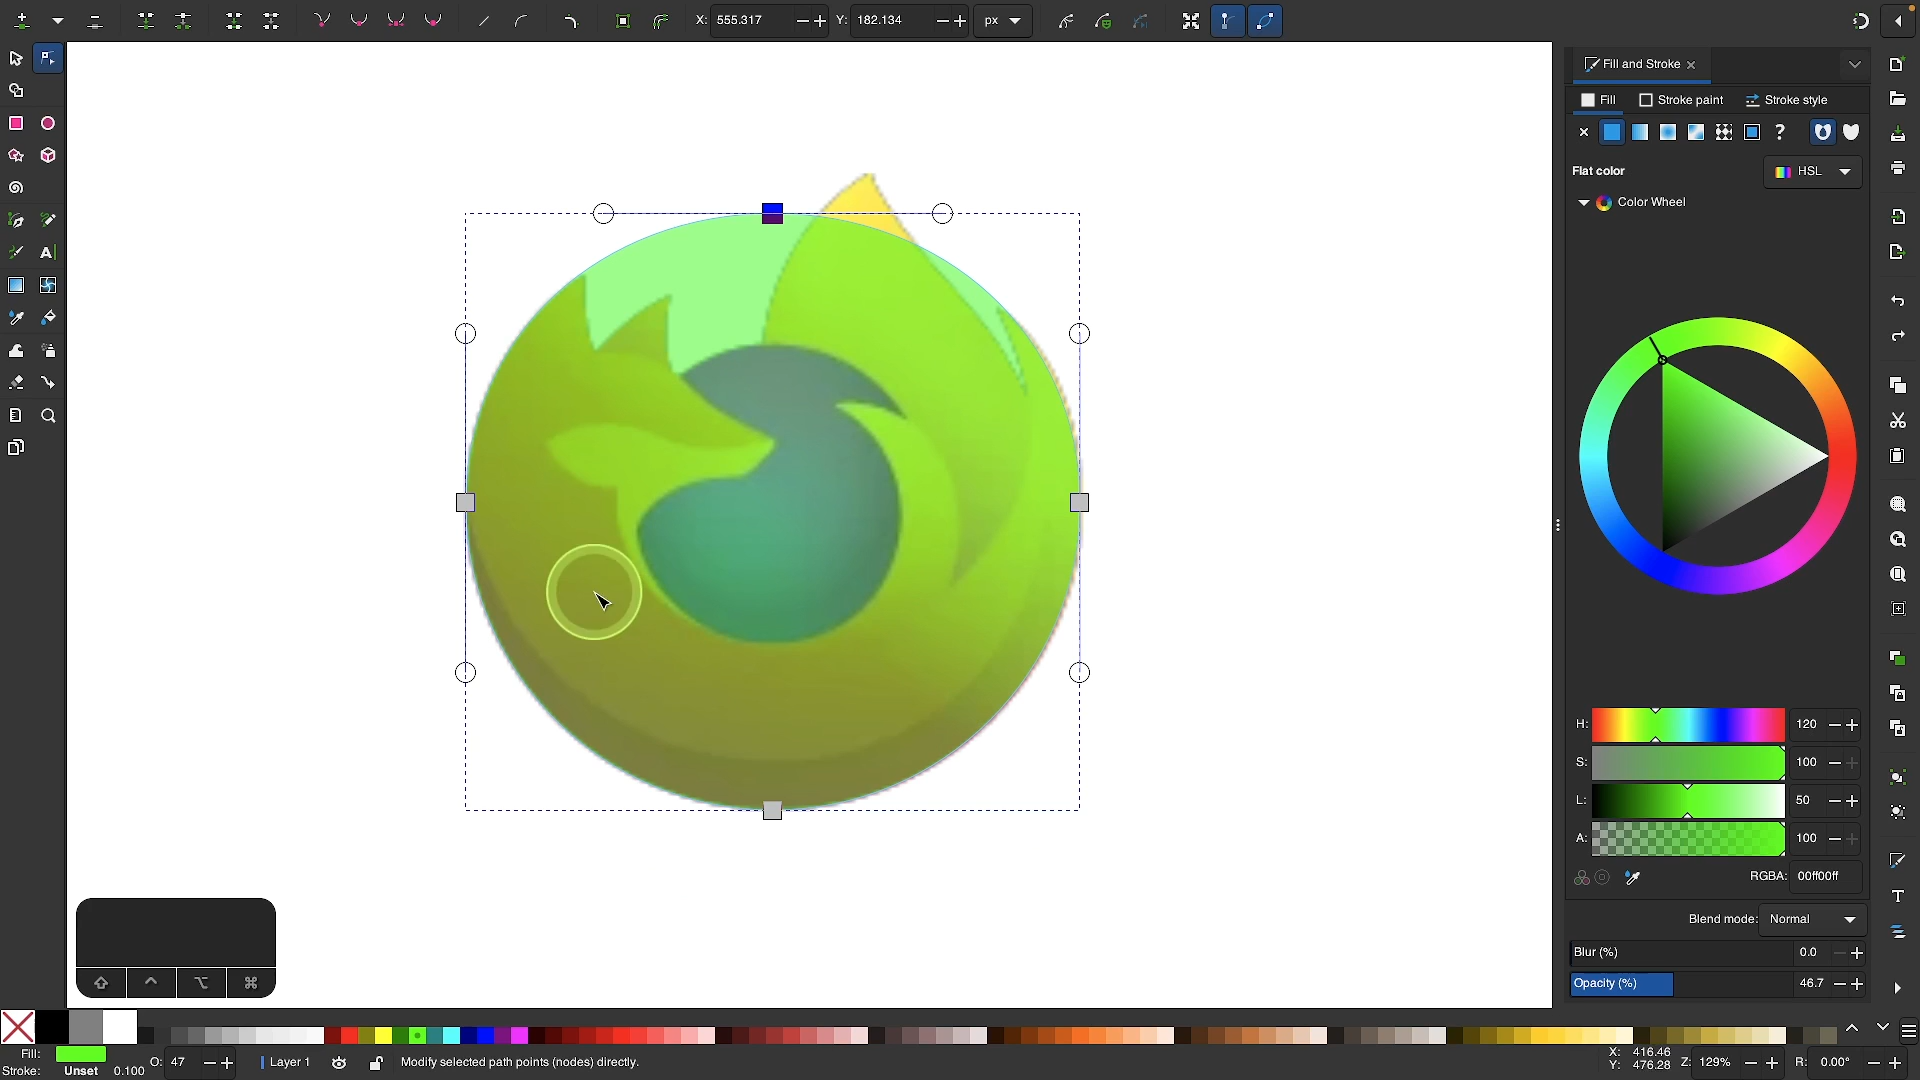 X: 555.317
Y: 182.134
px
Fill and Stroke
Fill
Stroke paint
Stroke style
?
Flat color
HSL
Color Wheel
A
H: 120
S: 100
L: 50
A: 100
RGBA: 00ff00ff
Blend mode: Normal
Blur (%) 0.0
Opacity (%) 46.7
T
Fill:
Stroke: Unset 0.100
O: 47
Layer 1
Modify selected path points (nodes) directly.
X: 416.46
Y: 476.28
Z: 129%
R: 0.00°